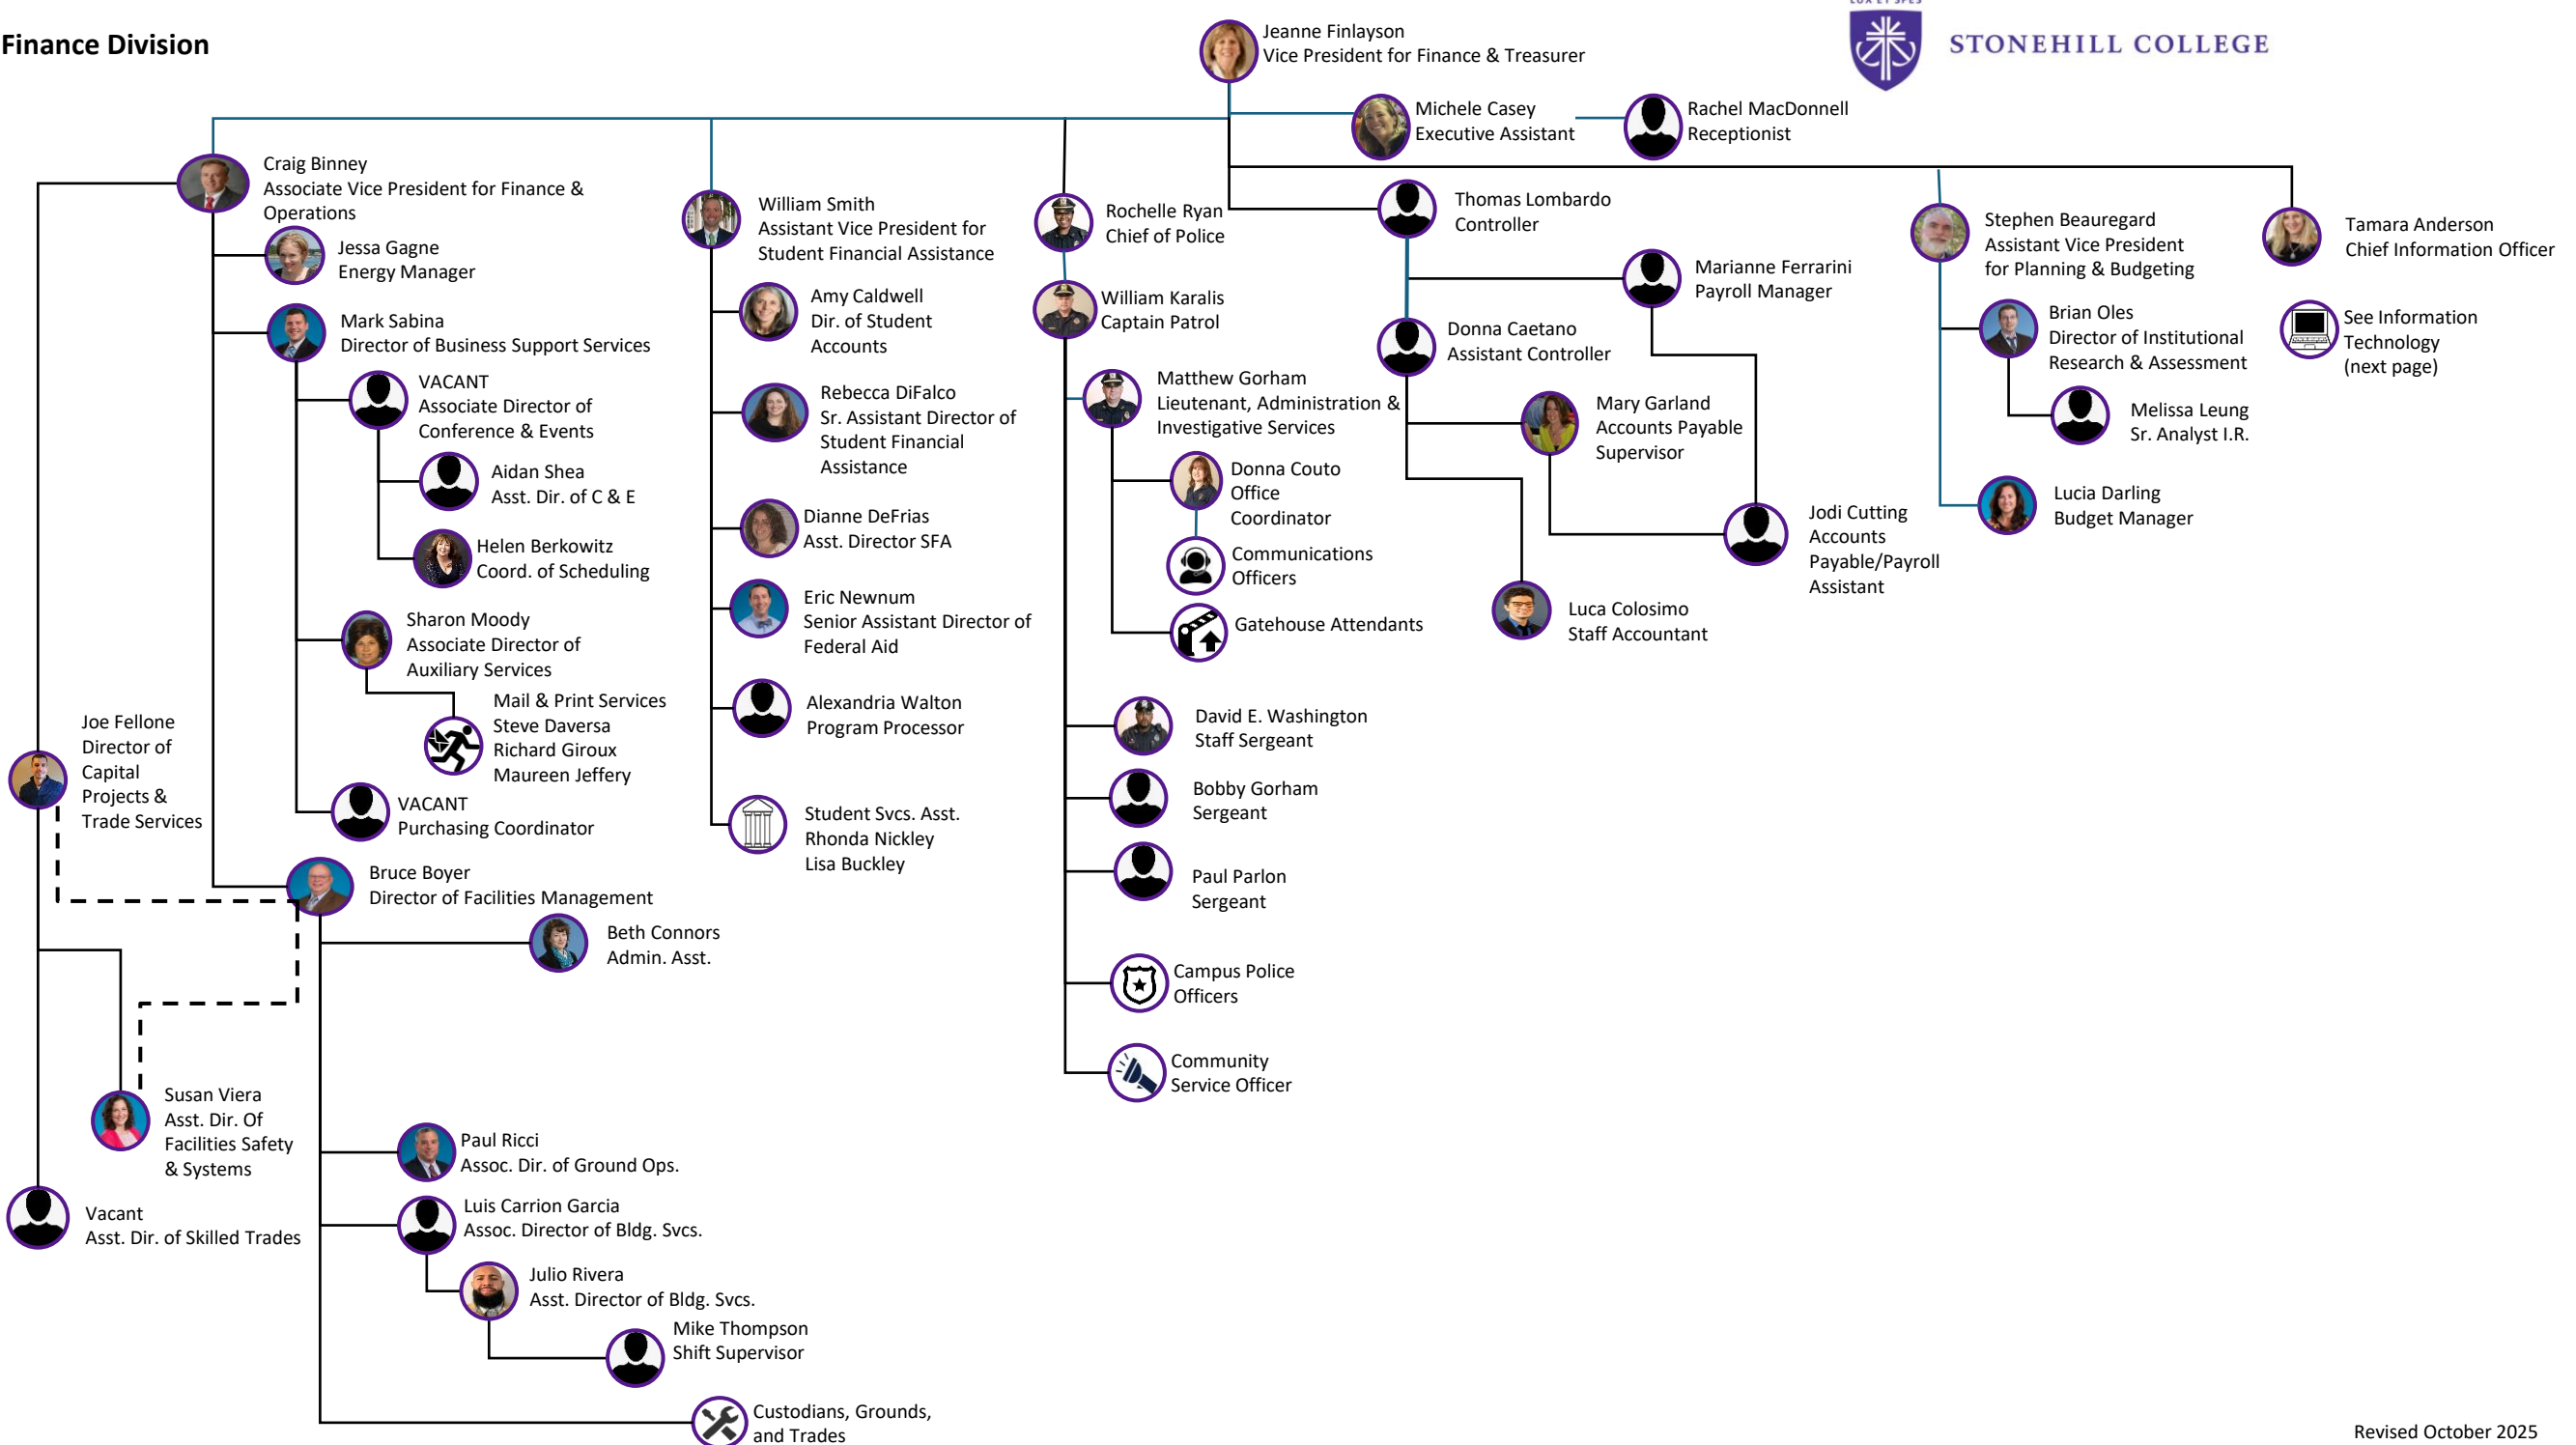 LUX ET SPES
STONEHILL COLLEGE
Finance Division
Jeanne Finlayson
Vice President for Finance & Treasurer
Michele Casey
Executive Assistant
Rachel MacDonnell
Receptionist
Craig Binney
Associate Vice President for Finance &
Operations
Jessa Gagne
Energy Manager
Mark Sabina
Director of Business Support Services
VACANT
Associate Director of
Conference & Events
Aidan Shea
Asst. Dir. of C & E
Helen Berkowitz
Coord. of Scheduling
Sharon Moody
Associate Director of
Auxiliary Services
Mail & Print Services
Steve Daversa
Richard Giroux
Maureen Jeffery
VACANT
Purchasing Coordinator
Joe Fellone
Director of
Capital
Projects &
Trade Services
Bruce Boyer
Director of Facilities Management
Beth Connors
Admin. Asst.
Susan Viera
Asst. Dir. Of
Facilities Safety
& Systems
Vacant
Asst. Dir. of Skilled Trades
Paul Ricci
Assoc. Dir. of Ground Ops.
Luis Carrion Garcia
Assoc. Director of Bldg. Svcs.
Julio Rivera
Asst. Director of Bldg. Svcs.
Mike Thompson
Shift Supervisor
Custodians, Grounds,
and Trades
William Smith
Assistant Vice President for
Student Financial Assistance
Amy Caldwell
Dir. of Student
Accounts
Rebecca DiFalco
Sr. Assistant Director of
Student Financial
Assistance
Dianne DeFrias
Asst. Director SFA
Eric Newnum
Senior Assistant Director of
Federal Aid
Alexandria Walton
Program Processor
Student Svcs. Asst.
Rhonda Nickley
Lisa Buckley
Rochelle Ryan
Chief of Police
William Karalis
Captain Patrol
Matthew Gorham
Lieutenant, Administration &
Investigative Services
Donna Couto
Office
Coordinator
Communications
Officers
Gatehouse Attendants
David E. Washington
Staff Sergeant
Bobby Gorham
Sergeant
Paul Parlon
Sergeant
Campus Police
Officers
Community
Service Officer
Thomas Lombardo
Controller
Marianne Ferrarini
Payroll Manager
Donna Caetano
Assistant Controller
Mary Garland
Accounts Payable
Supervisor
Jodi Cutting
Accounts
Payable/Payroll
Assistant
Luca Colosimo
Staff Accountant
Stephen Beauregard
Assistant Vice President
for Planning & Budgeting
Brian Oles
Director of Institutional
Research & Assessment
Melissa Leung
Sr. Analyst I.R.
Lucia Darling
Budget Manager
Tamara Anderson
Chief Information Officer
See Information
Technology
(next page)
Revised October 2025